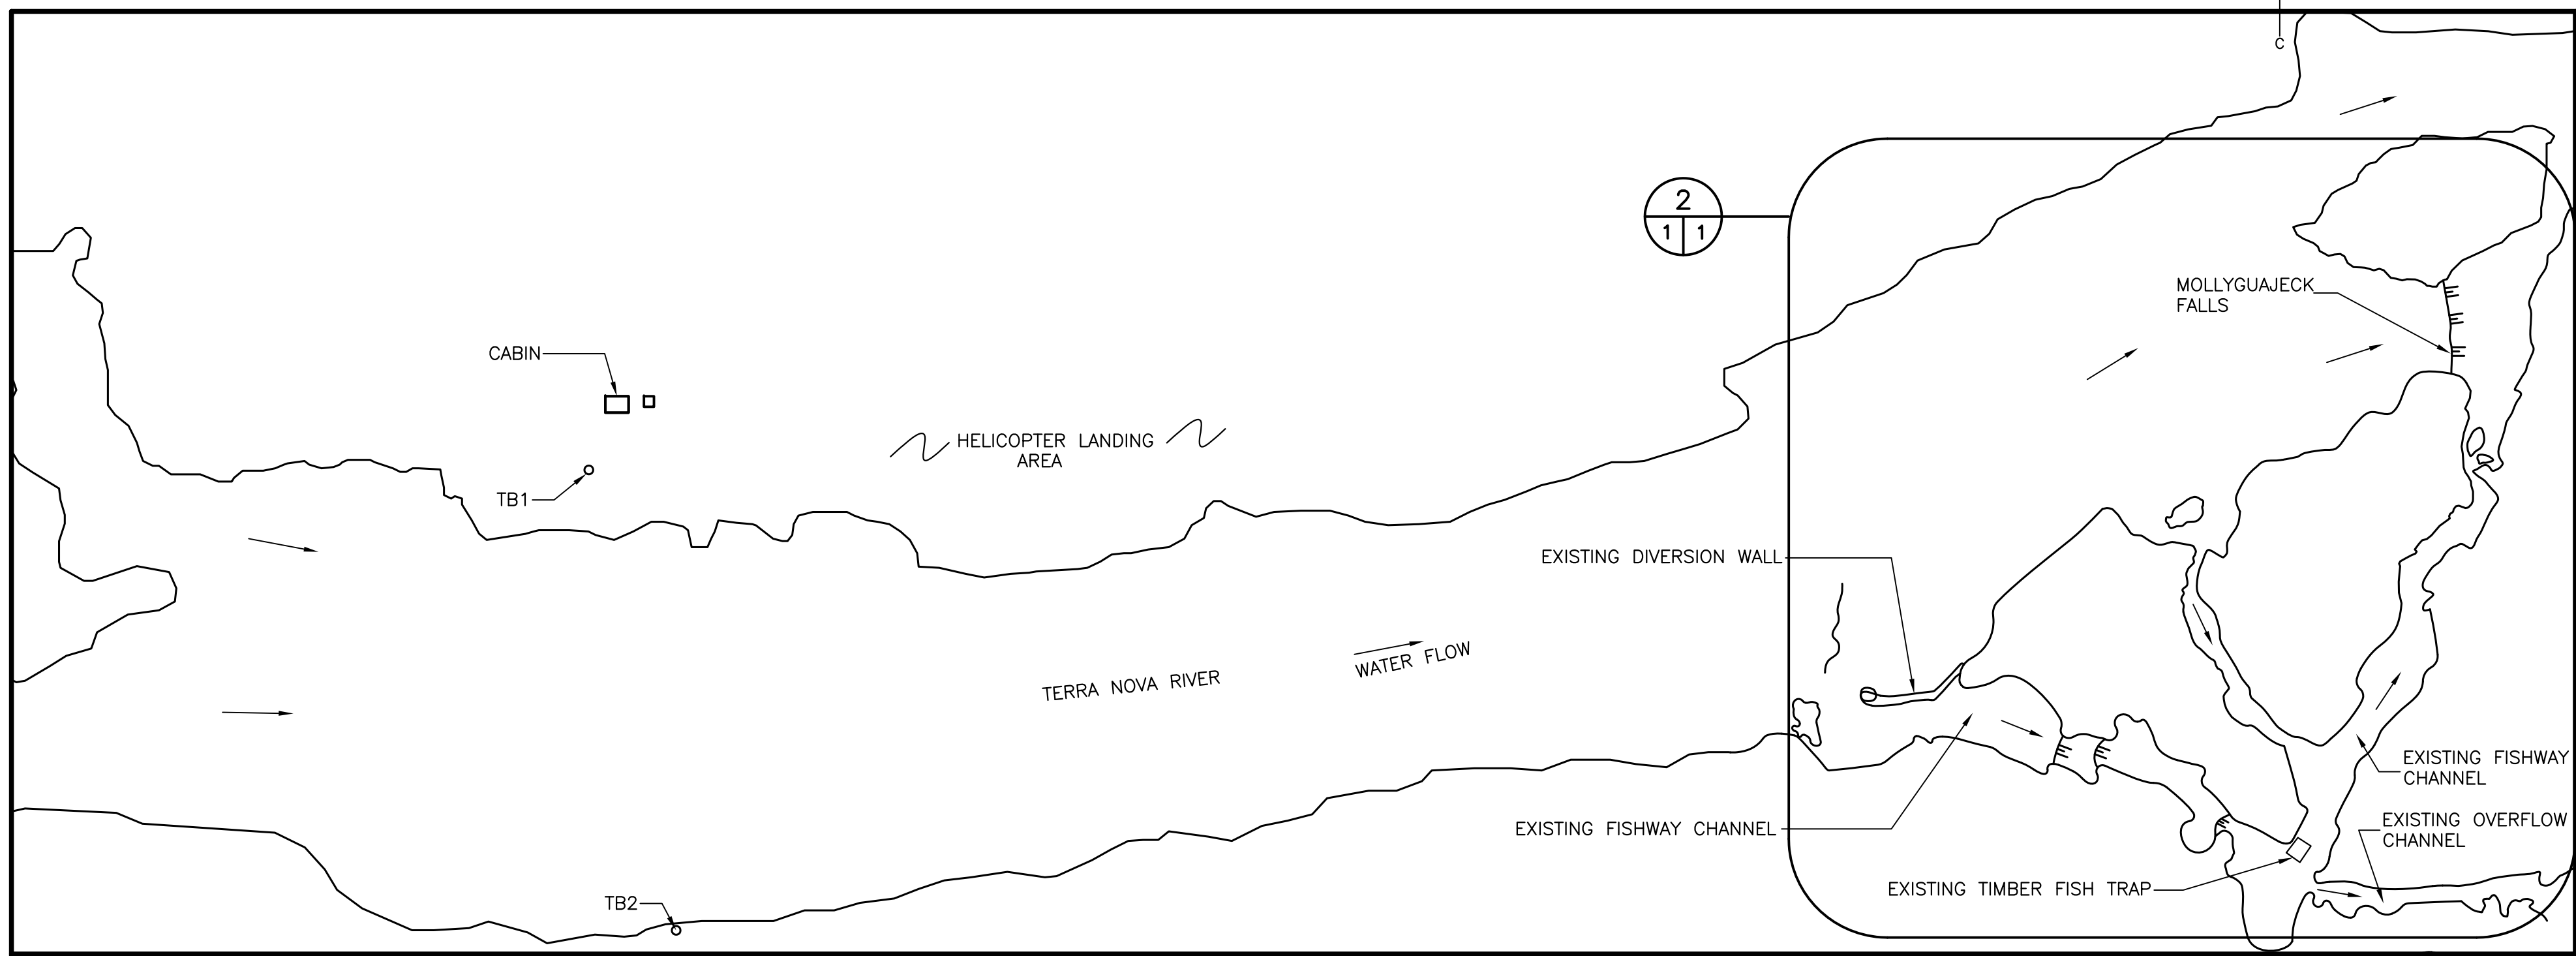 C
2
1 1
MOLLYGUAJECK
FALLS
CABIN
HELICOPTER LANDING
AREA
TB1
EXISTING DIVERSION WALL
WATER FLOW
TERRA NOVA RIVER
EXISTING FISHWAY
CHANNEL
EXISTING FISHWAY CHANNEL
EXISTING OVERFLOW
CHANNEL
EXISTING TIMBER FISH TRAP
TB2